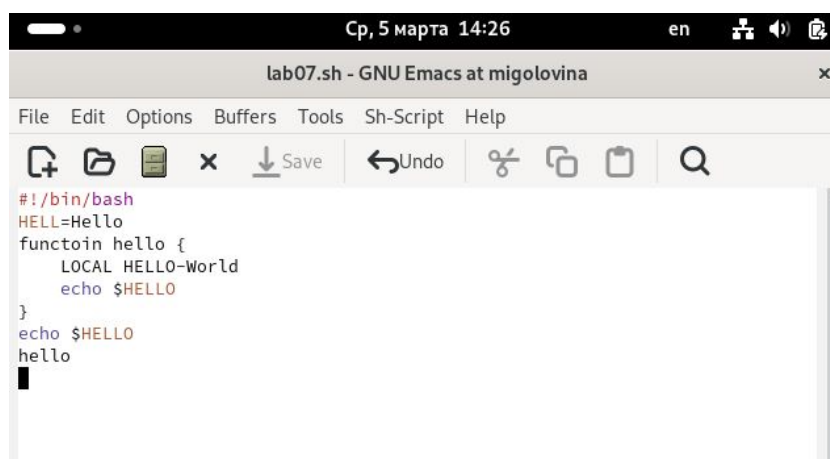 Ср, 5 марта 14:26 en
lab07.sh - GNU Emacs at migolovina
File Edit Options Buffers Tools Sh-Script Help
Save Undo
#!/bin/bash
HELL=Hello
functoin hello {
    LOCAL HELLO-World
    echo $HELLO
}
echo $HELLO
hello